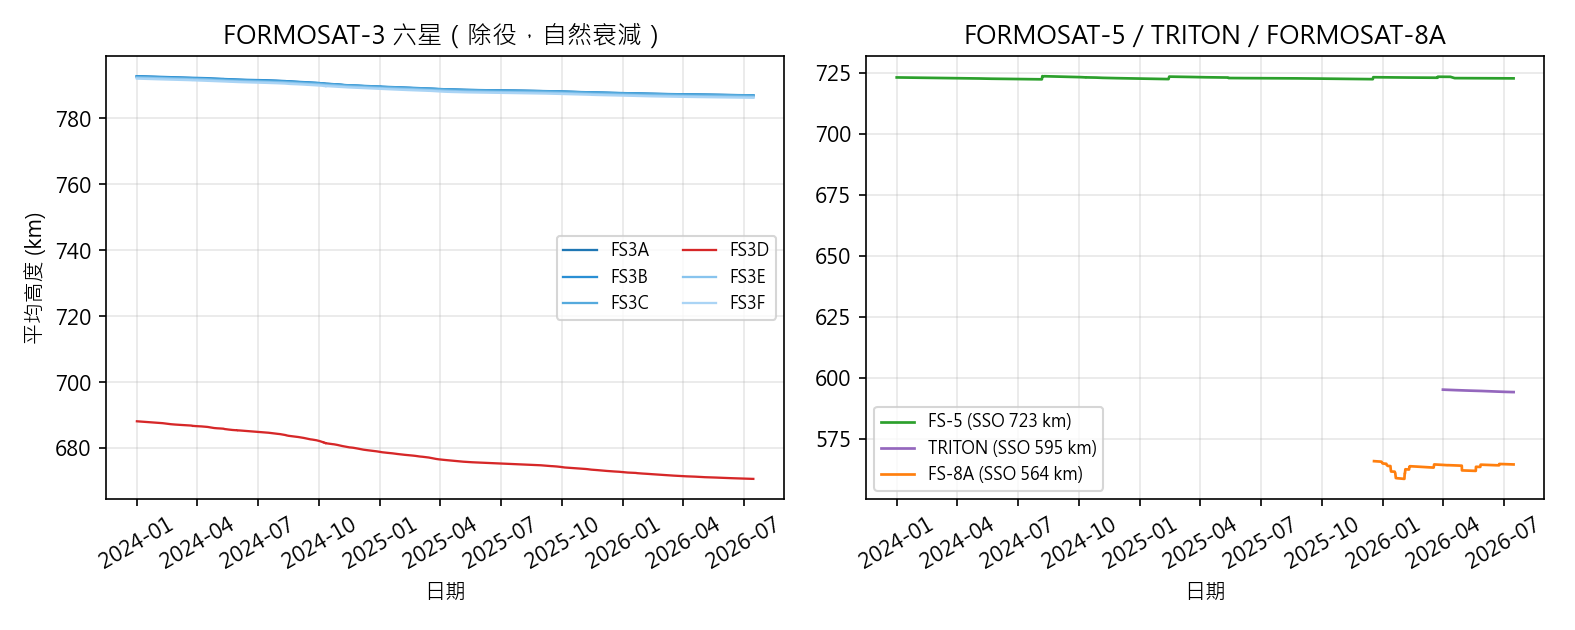 FORMOSAT-3 六星（除役，自然衰減）
平均高度 (km)
780
760
740
720
700
680
FS3A
FS3B
FS3C
FS3D
FS3E
FS3F
2024-01
2024-04
2024-07
2024-10
2025-01
2025-04
2025-07
2025-10
2026-01
2026-04
2026-07
日期
FORMOSAT-5 / TRITON / FORMOSAT-8A
725
700
675
650
625
600
575
FS-5 (SSO 723 km)
TRITON (SSO 595 km)
FS-8A (SSO 564 km)
2024-01
2024-04
2024-07
2024-10
2025-01
2025-04
2025-07
2025-10
2026-01
2026-04
2026-07
日期